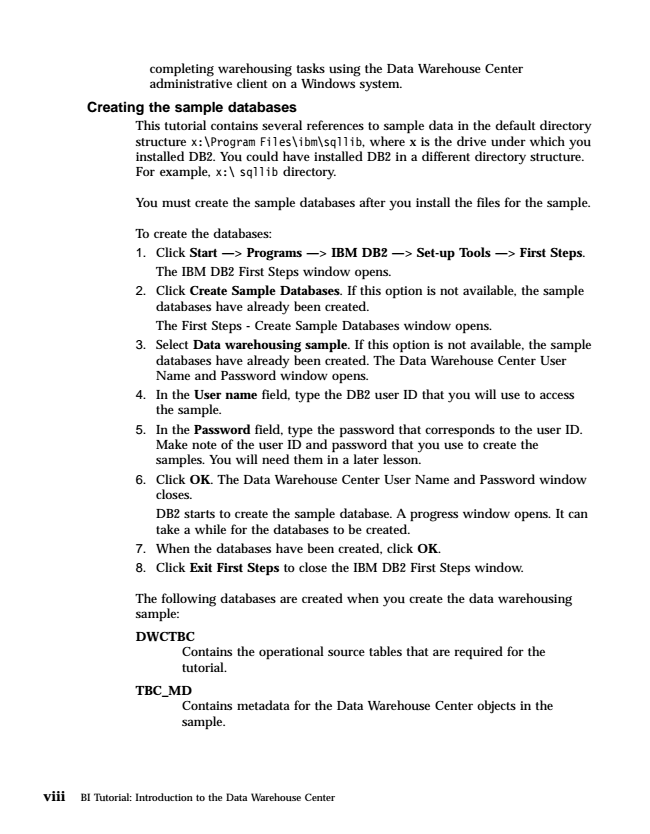 completing warehousing tasks using the Data Warehouse Center
administrative client on a Windows system.
Creating the sample databases
This tutorial contains several references to sample data in the default directory
structure x:\Program Files\ibm\sqllib, where x is the drive under which you
installed DB2. You could have installed DB2 in a different directory structure.
For example, x:\ sqllib directory.
You must create the sample databases after you install the files for the sample.
To create the databases:
1. Click Start —> Programs —> IBM DB2 —> Set-up Tools —> First Steps.
The IBM DB2 First Steps window opens.
2. Click Create Sample Databases. If this option is not available, the sample
databases have already been created.
The First Steps - Create Sample Databases window opens.
3. Select Data warehousing sample. If this option is not available, the sample
databases have already been created. The Data Warehouse Center User
Name and Password window opens.
4. In the User name field, type the DB2 user ID that you will use to access
the sample.
5. In the Password field, type the password that corresponds to the user ID.
Make note of the user ID and password that you use to create the
samples. You will need them in a later lesson.
6. Click OK. The Data Warehouse Center User Name and Password window
closes.
DB2 starts to create the sample database. A progress window opens. It can
take a while for the databases to be created.
7. When the databases have been created, click OK.
8. Click Exit First Steps to close the IBM DB2 First Steps window.
The following databases are created when you create the data warehousing
sample:
DWCTBC
Contains the operational source tables that are required for the
tutorial.
TBC_MD
Contains metadata for the Data Warehouse Center objects in the
sample.
viii BI Tutorial: Introduction to the Data Warehouse Center